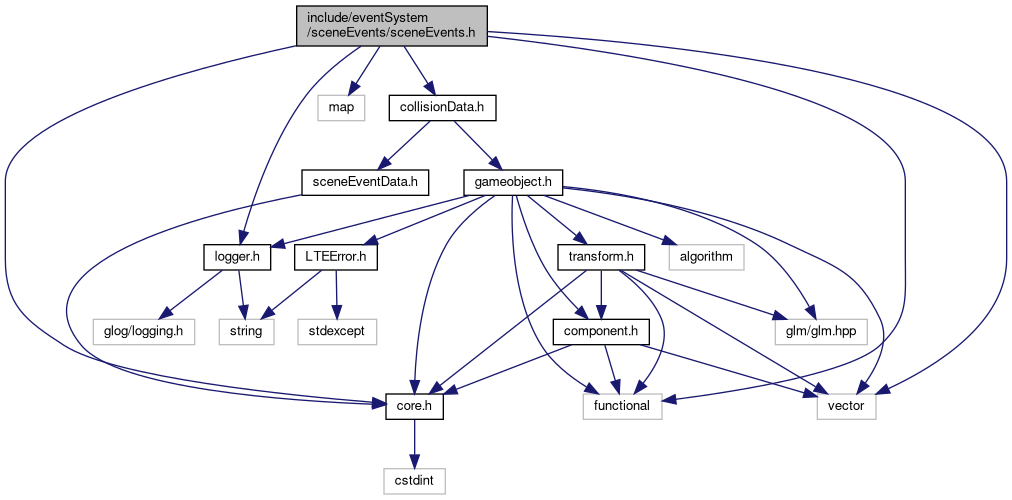 include/eventSystem
/sceneEvents/sceneEvents.h
map
collisionData.h
sceneEventData.h
gameobject.h
logger.h
LTEError.h
transform.h
algorithm
glog/logging.h
string
stdexcept
component.h
glm/glm.hpp
core.h
functional
vector
cstdint